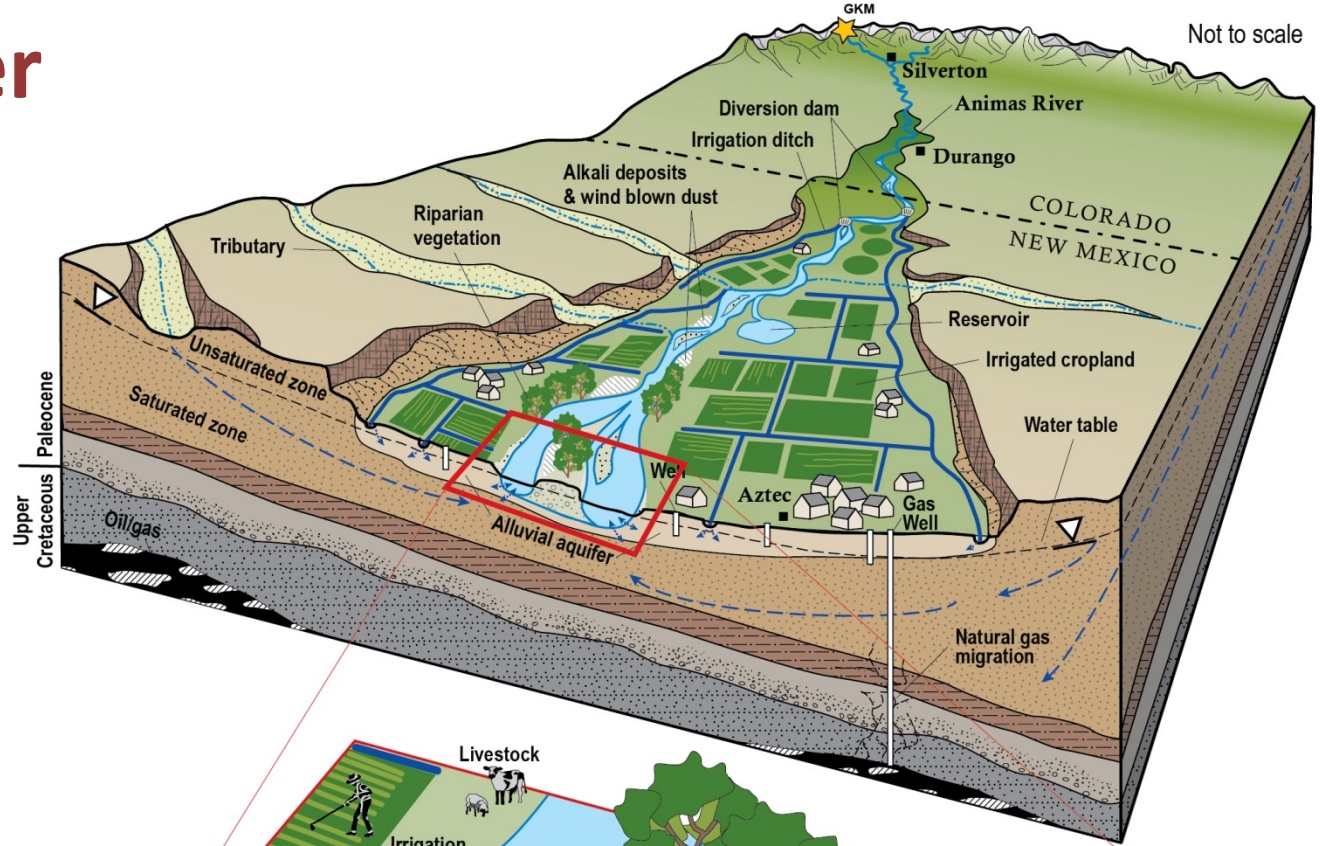 er
GKM
Not to scale
Silverton
Animas River
Diversion dam
Irrigation ditch
Durango
Alkali deposits
& wind blown dust
COLORADO
NEW MEXICO
Riparian
vegetation
Tributary
Reservoir
Irrigated cropland
Unsaturated zone
Saturated zone
Water table
Paleocene
Upper
Cretaceous
Oil/gas
Well
Aztec
Gas
Well
Alluvial aquifer
Natural gas
migration
Livestock
Irrigation